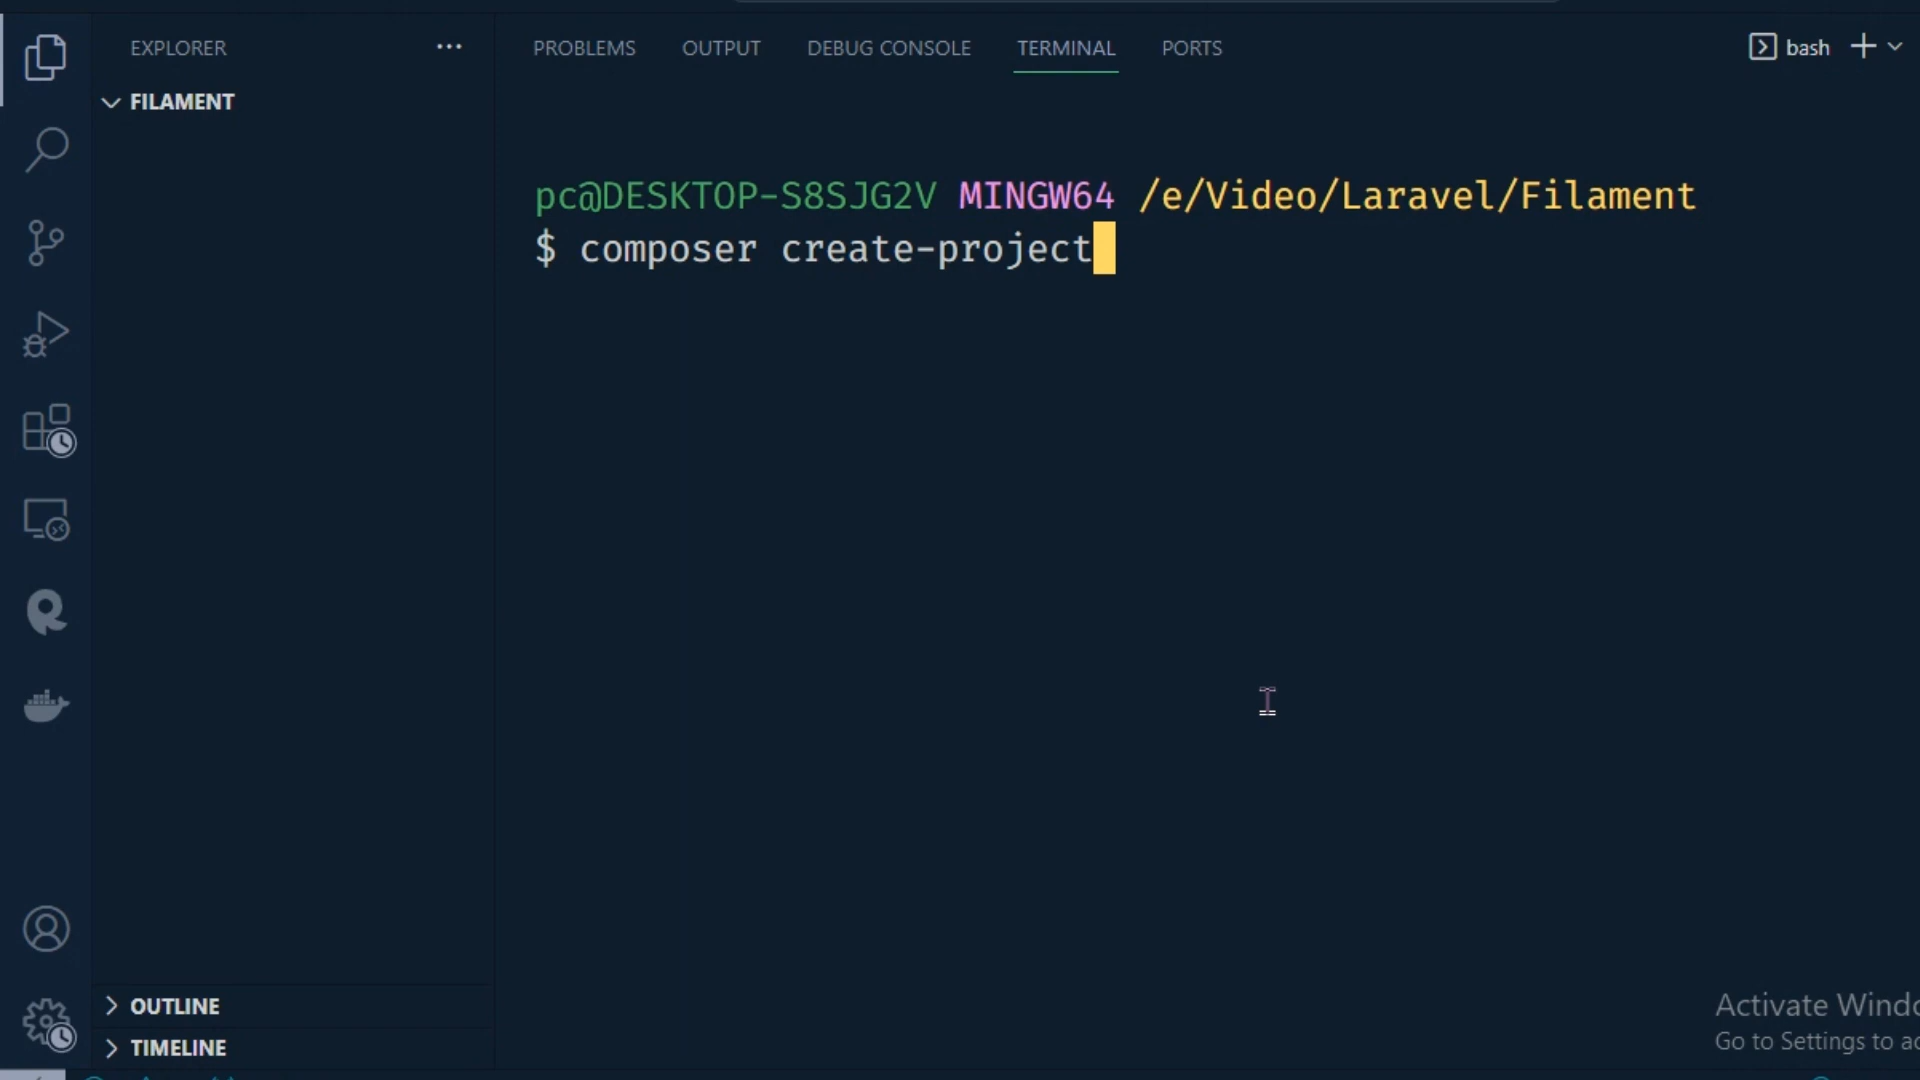 EXPLORER
PROBLEMS OUTPUT DEBUG CONSOLE TERMINAL PORTS
bash
FILAMENT
pc@DESKTOP-S8SJG2V MINGW64 /e/Video/Laravel/Filament
$ composer create-project
OUTLINE
TIMELINE
Activate Windo
Go to Settings to ac